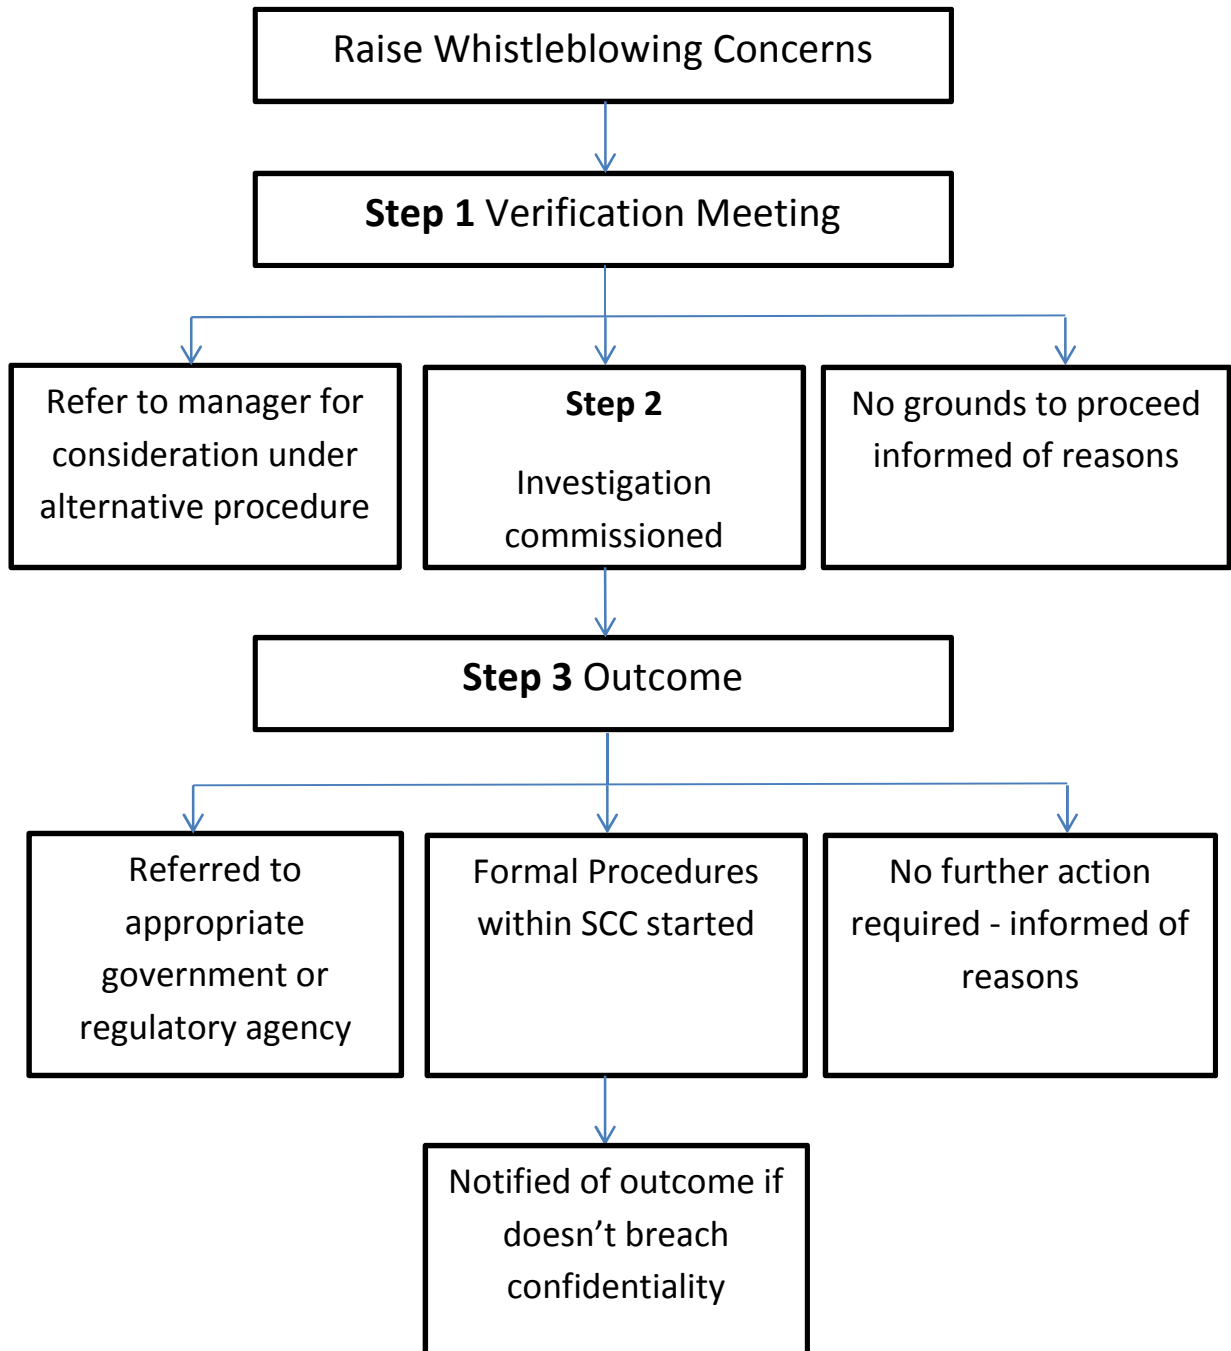 Raise Whistleblowing Concerns
Step 1 Verification Meeting
Refer to manager for
consideration under
alternative procedure
Step 2
Investigation
commissioned
No grounds to proceed
informed of reasons
Step 3 Outcome
Referred to
appropriate
government or
regulatory agency
Formal Procedures
within SCC started
No further action
required - informed of
reasons
Notified of outcome if
doesn’t breach
confidentiality